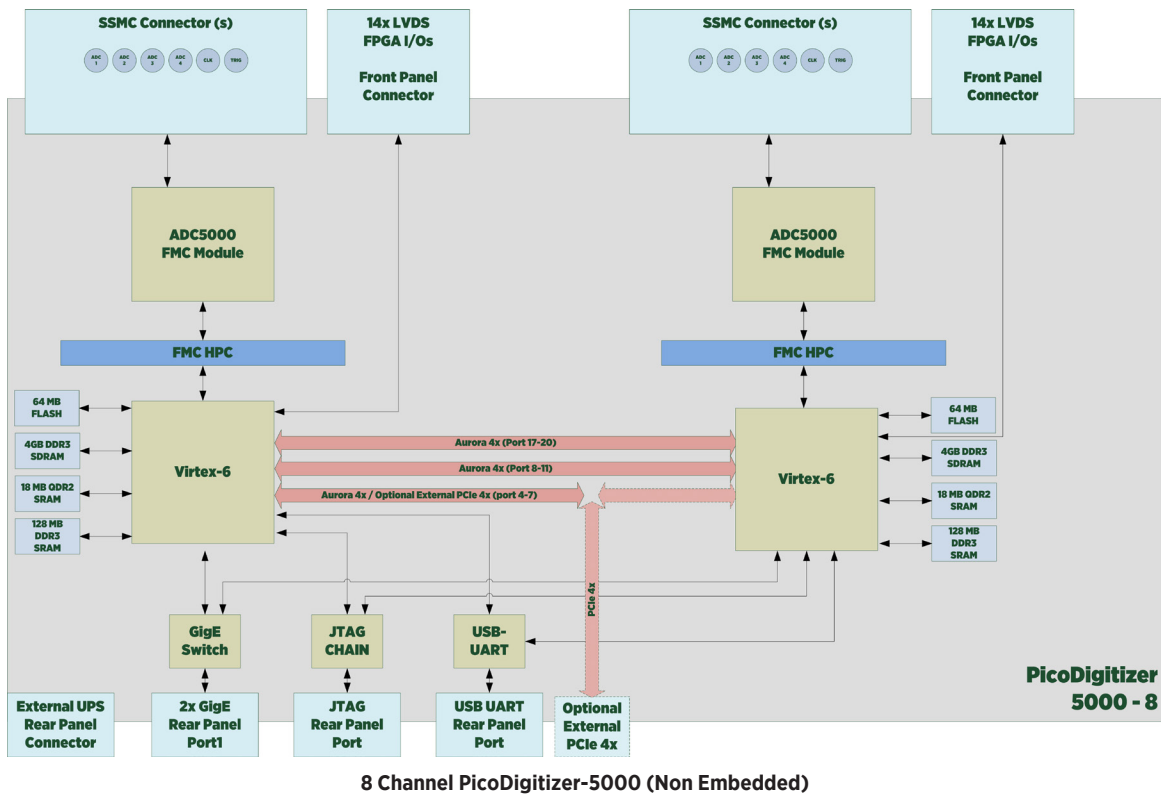 SSMC Connector (s)
ADC
1
ADC
2
ADC
3
ADC
4
CLK
TRIG
14x LVDS
FPGA I/Os
Front Panel
Connector
SSMC Connector (s)
ADC
1
ADC
2
ADC
3
ADC
4
CLK
TRIG
14x LVDS
FPGA I/Os
Front Panel
Connector
ADC5000
FMC Module
ADC5000
FMC Module
FMC HPC
FMC HPC
64 MB
FLASH
4GB DDR3
SDRAM
18 MB QDR2
SRAM
128 MB
DDR3
SRAM
Virtex-6
Aurora 4x (Port 17-20)
Aurora 4x (Port 8-11)
Aurora 4x / Optional External PCIe 4x (port 4-7)
Virtex-6
64 MB
FLASH
4GB DDR3
SDRAM
18 MB QDR2
SRAM
128 MB
DDR3
SRAM
PCIe 4x
GigE
Switch
JTAG
CHAIN
USB-
UART
PicoDigitizer
5000 - 8
External UPS
Rear Panel
Connector
2x GigE
Rear Panel
Port1
JTAG
Rear Panel
Port
USB UART
Rear Panel
Port
Optional
External
PCIe 4x
8 Channel PicoDigitizer-5000 (Non Embedded)